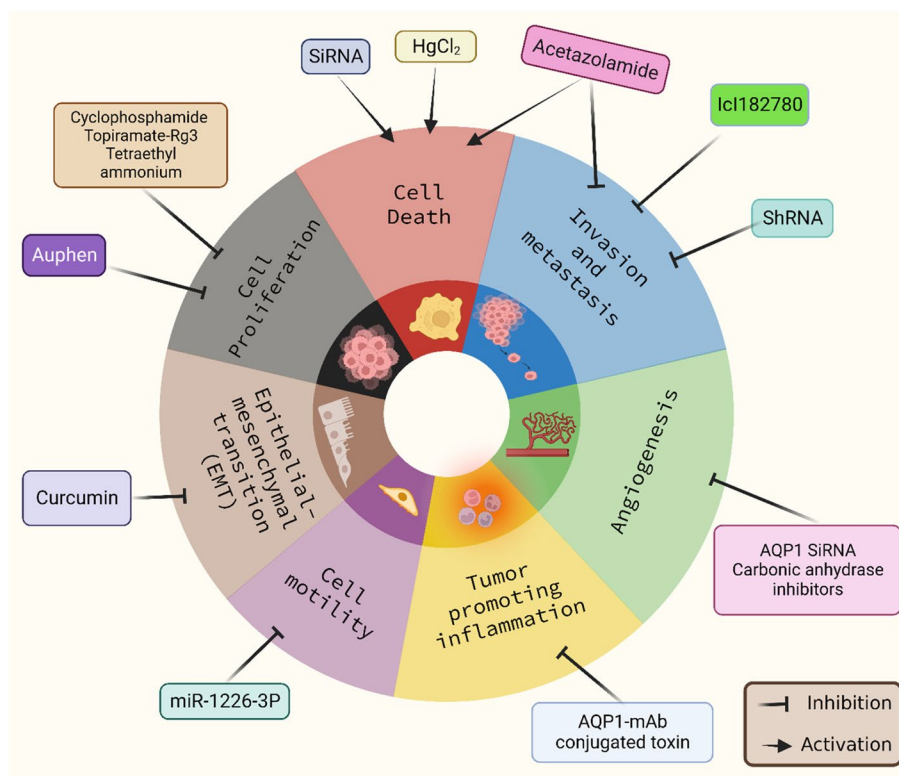 SiRNA
HgCl₂
Acetazolamide
Icl182780
ShRNA
Cyclophosphamide
Topiramate-Rg3
Tetraethyl
ammonium
Auphen
Curcumin
miR-1226-3P
AQP1-mAb
conjugated toxin
AQP1 SiRNA
Carbonic anhydrase
inhibitors
Cell
Death
Invasion
and
metastasis
Angiogenesis
Tumor
promoting
inflammation
Cell
motility
Epithelial-
mesenchymal
transition
(EMT)
Cell
Proliferation
Inhibition
Activation